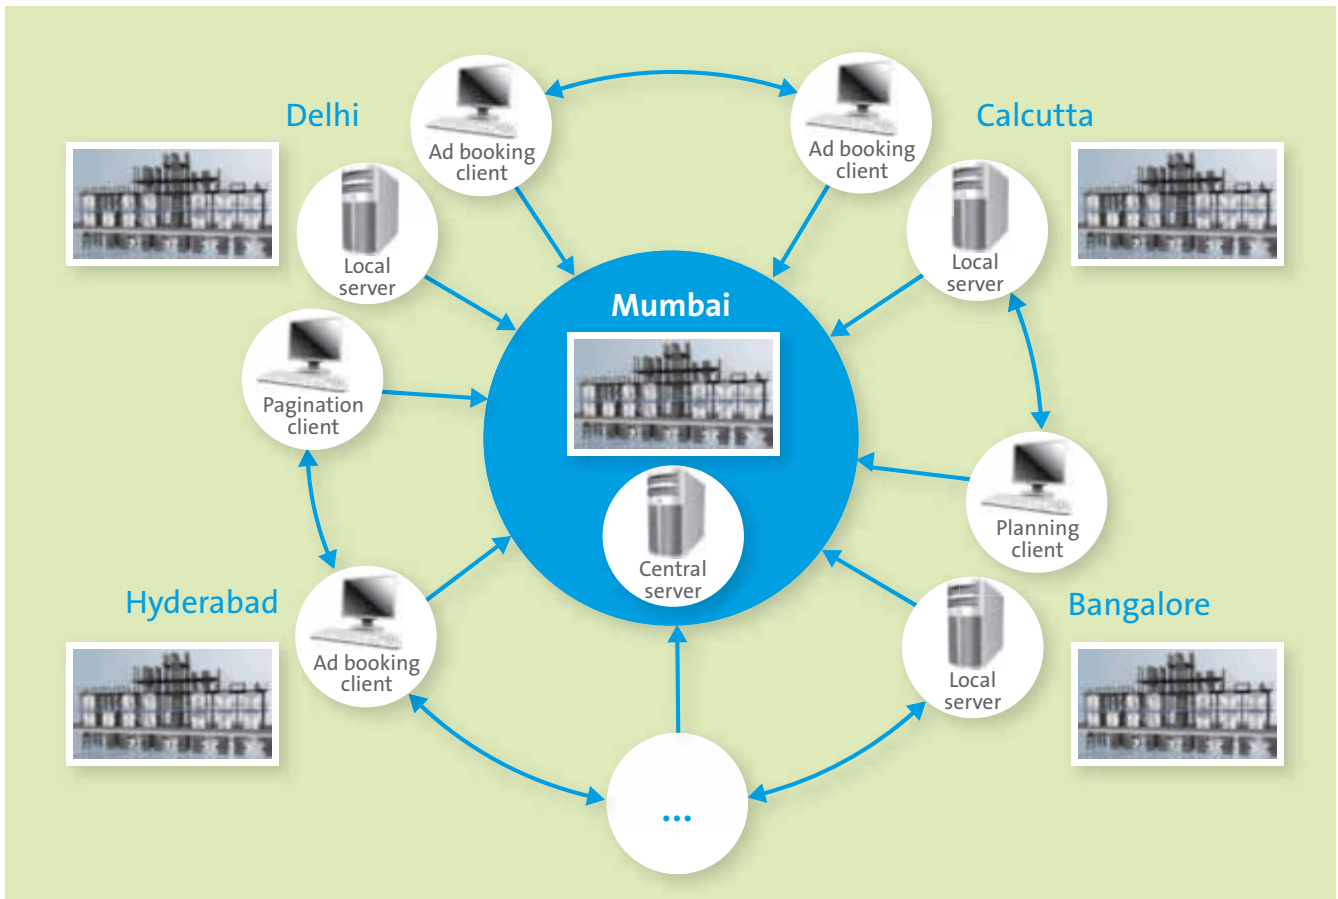 Delhi
Ad booking
client
Ad booking
client
Calcutta
Local
server
Local
server
Mumbai
Pagination
client
Central
server
Planning
client
Hyderabad
Ad booking
client
Bangalore
Local
server
...